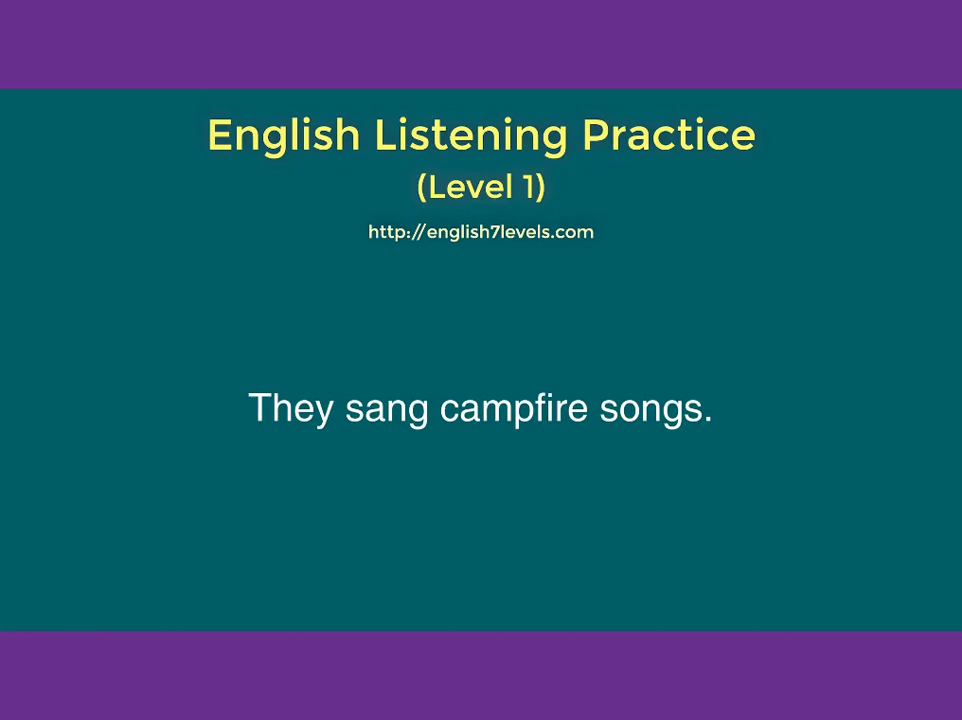 English Listening Practice
(Level 1)
http://english7levels.com
They sang campfire songs.